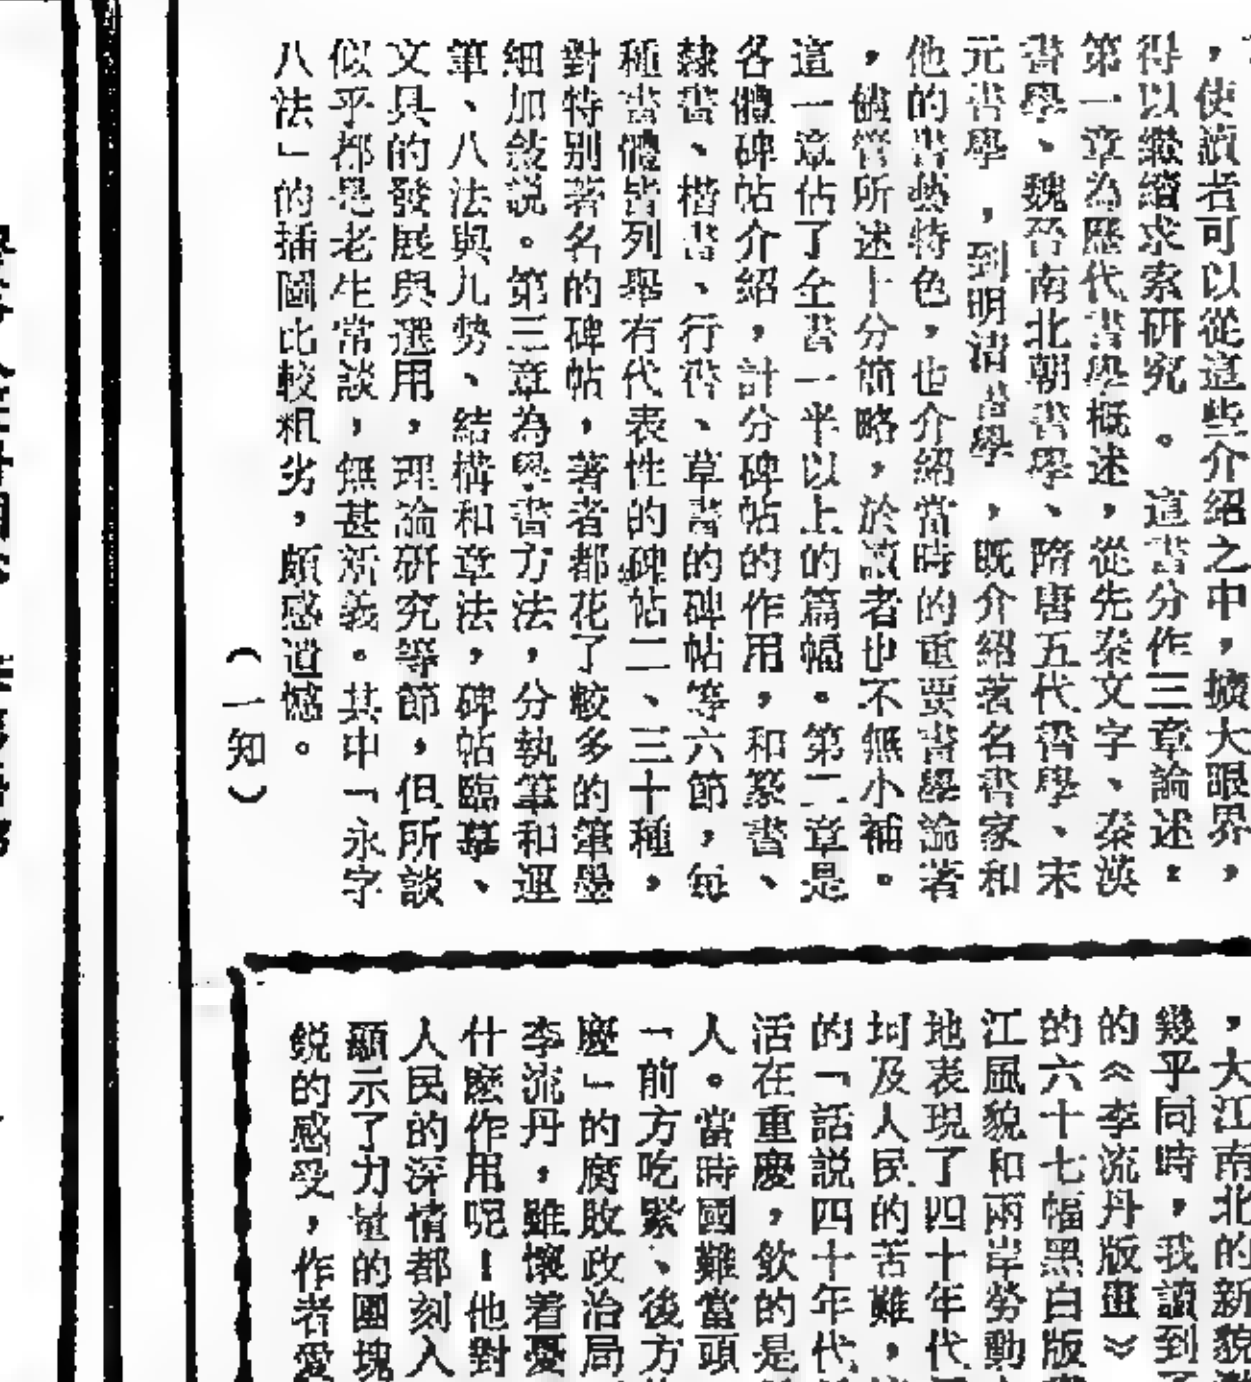 ，使讀者可以從這些介紹之中，擴大眼界，
得以繼續求索研究。這書分作三章論述：
第一章為歷代書學概述，從先秦文字、秦漢
書學、魏晉南北朝書學、隋唐五代書學、宋
元書學，到明清書學，既介紹著名書家和
他的書藝特色，也介紹當時的重要書學論著
，儘管所述十分簡略，於讀者也不無小補。
這一章佔了全書一半以上的篇幅。第二章是
各體碑帖介紹，計分碑帖的作用，和篆書、
隸書、楷書、行書、草書的碑帖等六節，每
種書體皆列舉有代表性的碑帖二、三十種，
對特別著名的碑帖，著者都花了較多的筆墨
細加敍説。第三章為學書方法，分執筆和運
筆、八法與九勢、結構和章法，碑帖臨摹、
文具的發展與選用，理論研究等節，但所談
似乎都是老生常談，無甚新義。其中「永字
八法」的插圖比較粗劣，頗感遺憾。
（一知）
，大江南北的新貌
幾乎同時，我讀到
的《李流丹版畫》
的六十七幅黑白版
江風貌和兩岸勞動
地表現了四十年代
坷及人民的苦難，
的「話説四十年代
活在重慶，飲的是
人。當時國難當頭
「前方吃緊、後方
慶」的腐敗政治局
李流丹，雖懷着憂
什麼作用呢！他對
人民的深情都刻入
顯示了力量的團塊
鋭的感受，作者愛